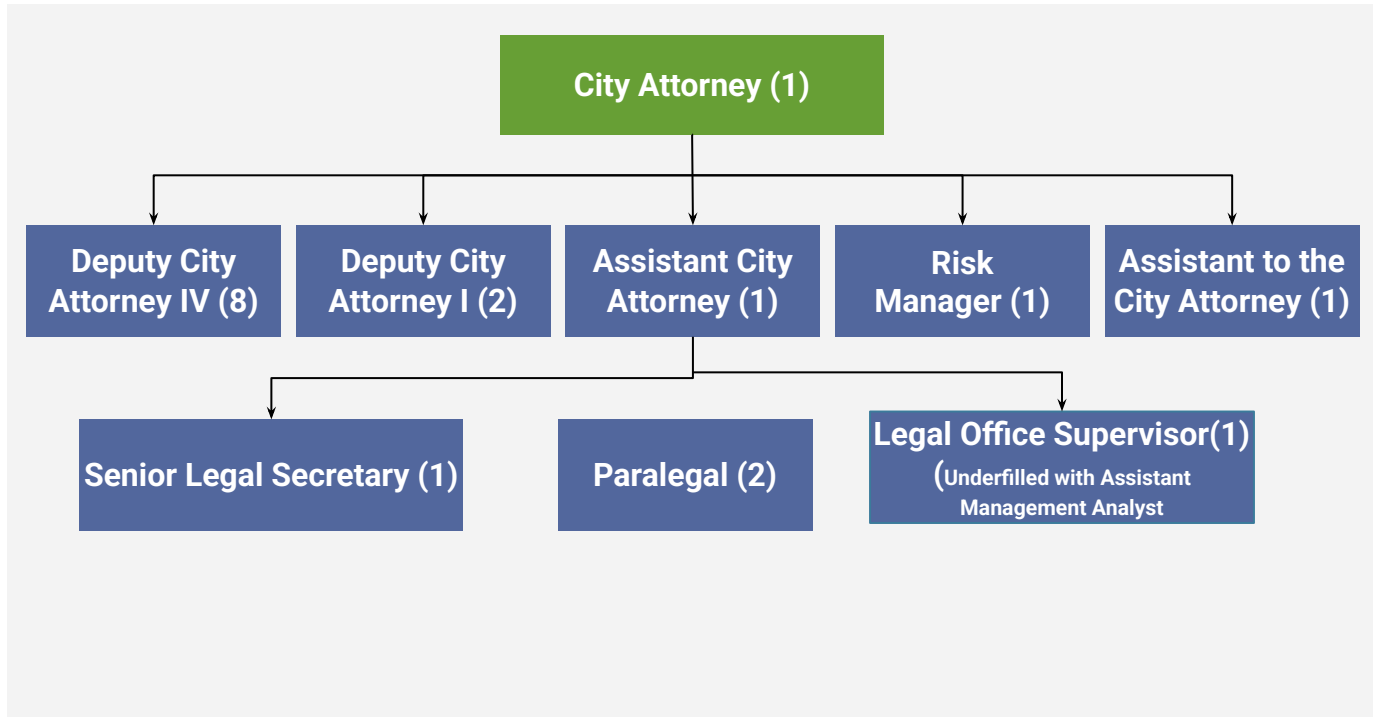 City Attorney (1)
Deputy City
Attorney IV (8)
Deputy City
Attorney I (2)
Assistant City
Attorney (1)
Risk
Manager (1)
Assistant to the
City Attorney (1)
Senior Legal Secretary (1)
Paralegal (2)
Legal Office Supervisor(1)
(Underfilled with Assistant
Management Analyst